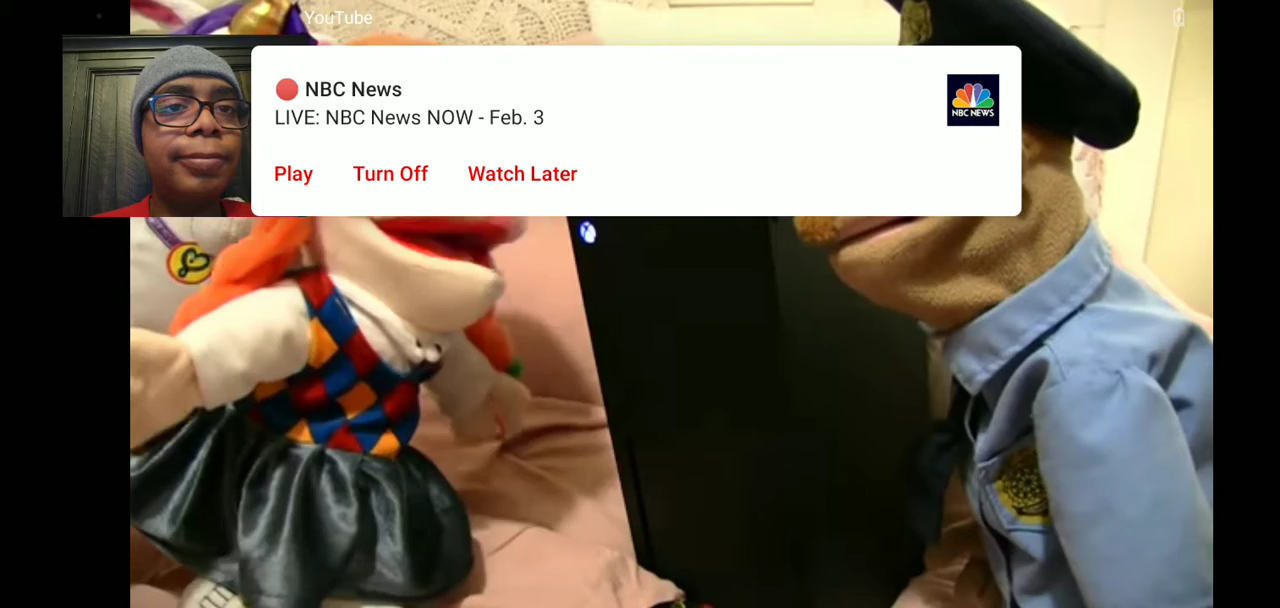 YouTube
NBC News
LIVE: NBC News NOW - Feb. 3
NBC NEWS
Play Turn Off Watch Later